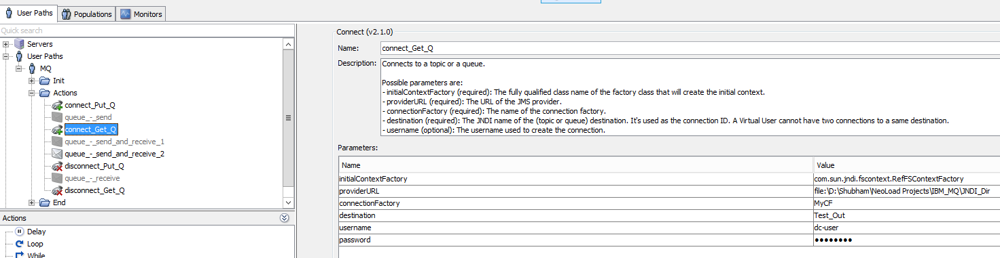 User Paths
Populations
Monitors
Quick search
Servers
User Paths
MQ
Init
Actions
connect_Put_Q
queue_-_send
connect_Get_Q
queue_-_send_and_receive_1
queue_-_send_and_receive_2
disconnect_Put_Q
queue_-_receive
disconnect_Get_Q
End
Actions
Delay
Loop
While
Connect (v2.1.0)
Name: connect_Get_Q
Description: Connects to a topic or a queue.
Possible parameters are:
- initialContextFactory (required): The fully qualified class name of the factory class that will create the initial context.
- providerURL (required): The URL of the JMS provider.
- connectionFactory (required): The name of the connection factory.
- destination (required): The JNDI name of the (topic or queue) destination. It's used as the connection ID. A Virtual User cannot have two connections to a same destination.
- username (optional): The username used to create the connection.
Parameters:
Name Value
initialContextFactory com.sun.jndi.fscontext.RefFSContextFactory
providerURL file:\D:\Shubham\NeoLoad Projects\IBM_MQ\JNDI_Dir
connectionFactory MyCF
destination Test_Out
username dc-user
password ●●●●●●●●